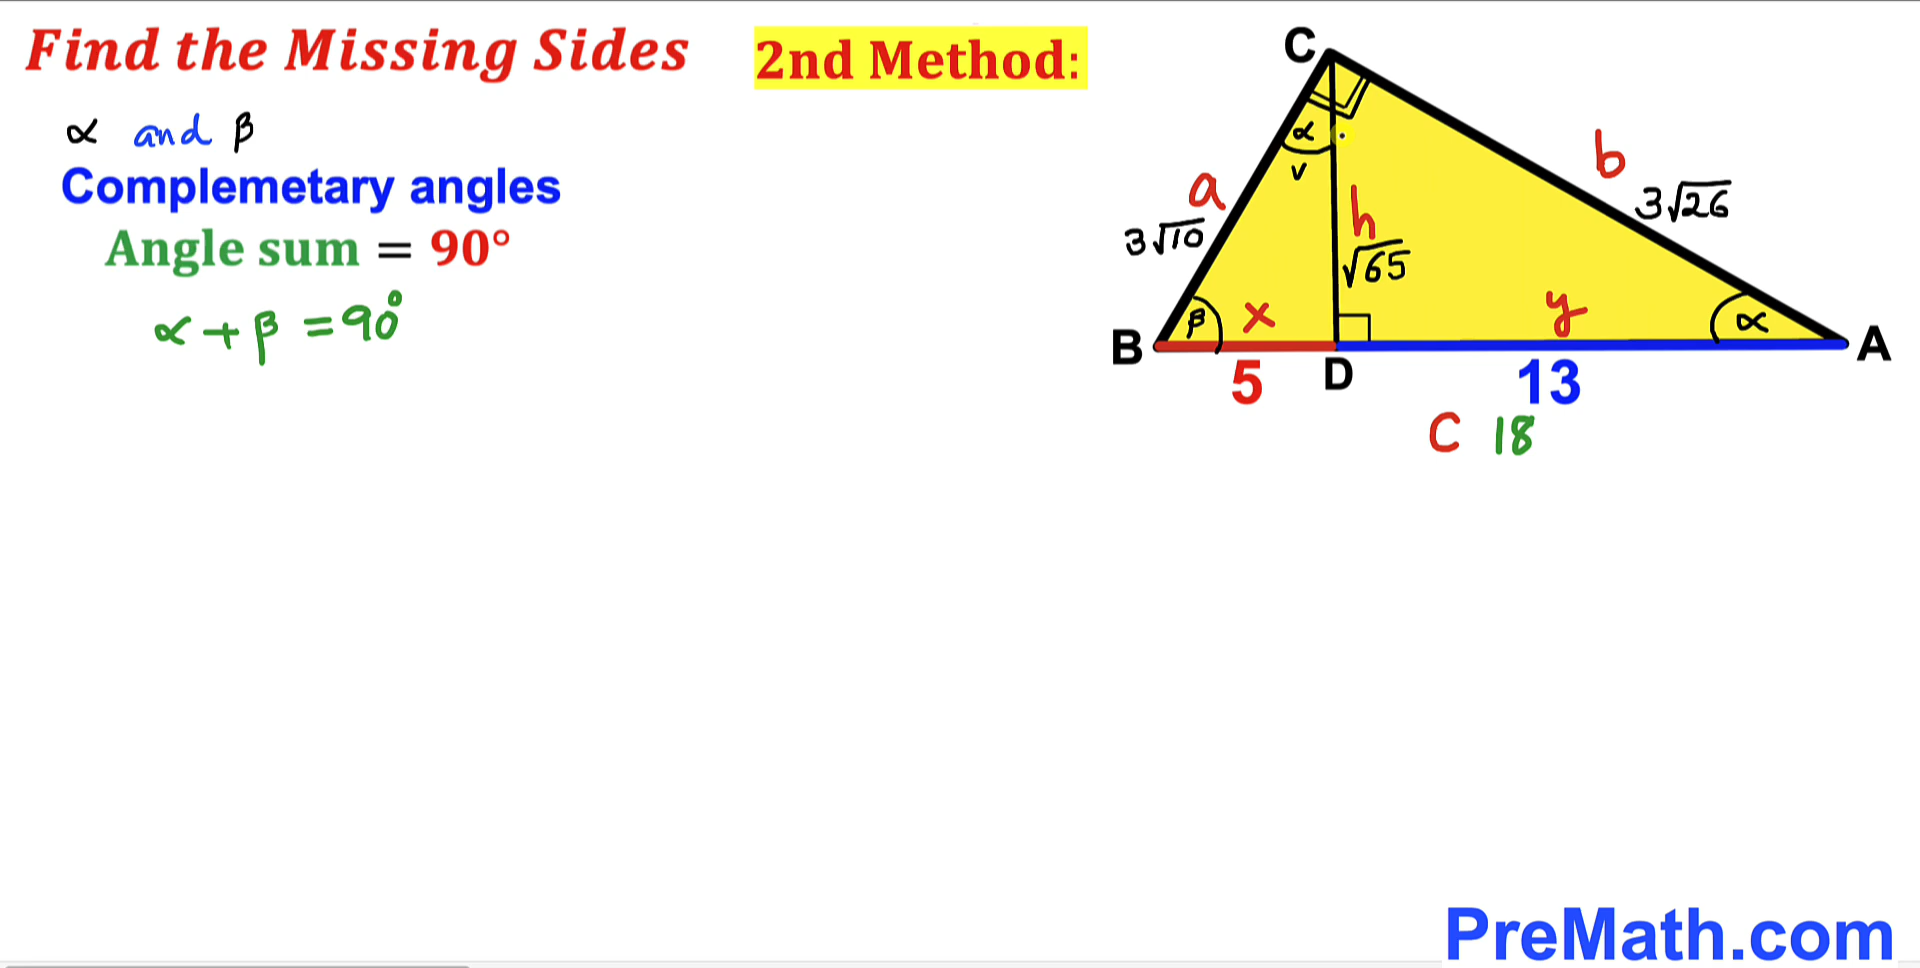 Find the Missing Sides
2nd Method:
α and β
Complemetary angles
Angle sum = 90°
α + β = 90°
C
α
v
a
3√10
h
√65
b
3√26
B
β
x
y
α
A
5
D
13
C 18
PreMath.com